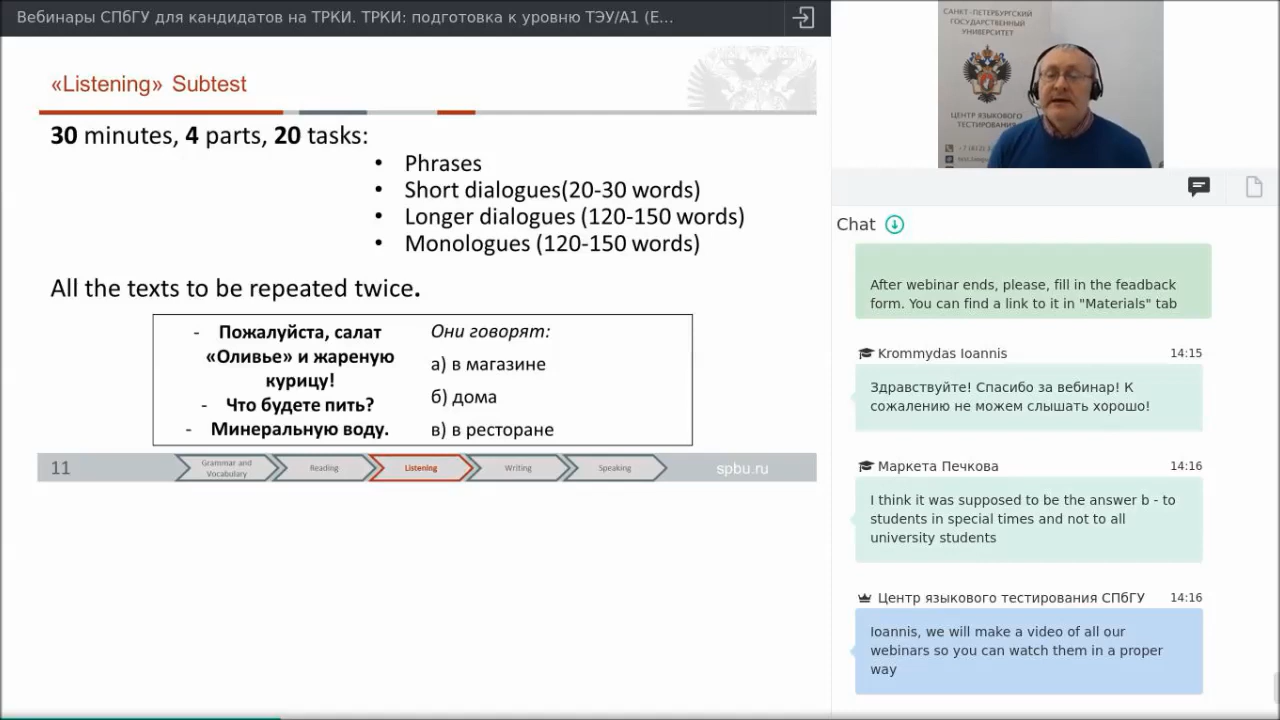 Вебинары СПбГУ для кандидатов на ТРКИ. ТРКИ: подготовка к уровню ТЭУ/А1 (Е...
«Listening» Subtest
30 minutes, 4 parts, 20 tasks:
• Phrases
• Short dialogues(20-30 words)
• Longer dialogues (120-150 words)
• Monologues (120-150 words)
All the texts to be repeated twice.
- Пожалуйста, салат
«Оливье» и жареную
курицу!
- Что будете пить?
- Минеральную воду.
Они говорят:
а) в магазине
б) дома
в) в ресторане
11
Grammar and
Vocabulary
Reading
Listening
Writing
Speaking
spbu.ru
САНКТ-ПЕТЕРБУРГСКИЙ
ГОСУДАРСТВЕННЫЙ
УНИВЕРСИТЕТ
ЦЕНТР ЯЗЫКОВОГО
ТЕСТИРОВАНИЯ
Chat
After webinar ends, please, fill in the feadback
form. You can find a link to it in "Materials" tab
Krommydas Ioannis 14:15
Здравствуйте! Спасибо за вебинар! К
сожалению не можем слышать хорошо!
Маркета Печкова 14:16
I think it was supposed to be the answer b - to
students in special times and not to all
university students
Центр языкового тестирования СПбГУ 14:16
Ioannis, we will make a video of all our
webinars so you can watch them in a proper
way